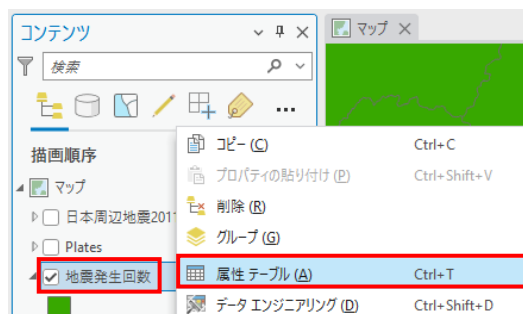 コンテンツ
マップ
検索
描画順序
マップ
日本周辺地震201
Plates
地震発生回数
コピー (C) Ctrl+C
プロパティの貼り付け (P) Ctrl+Shift+V
削除 (R)
グループ (G)
属性 テーブル (A) Ctrl+T
データ エンジニアリング (D) Ctrl+Shift+D